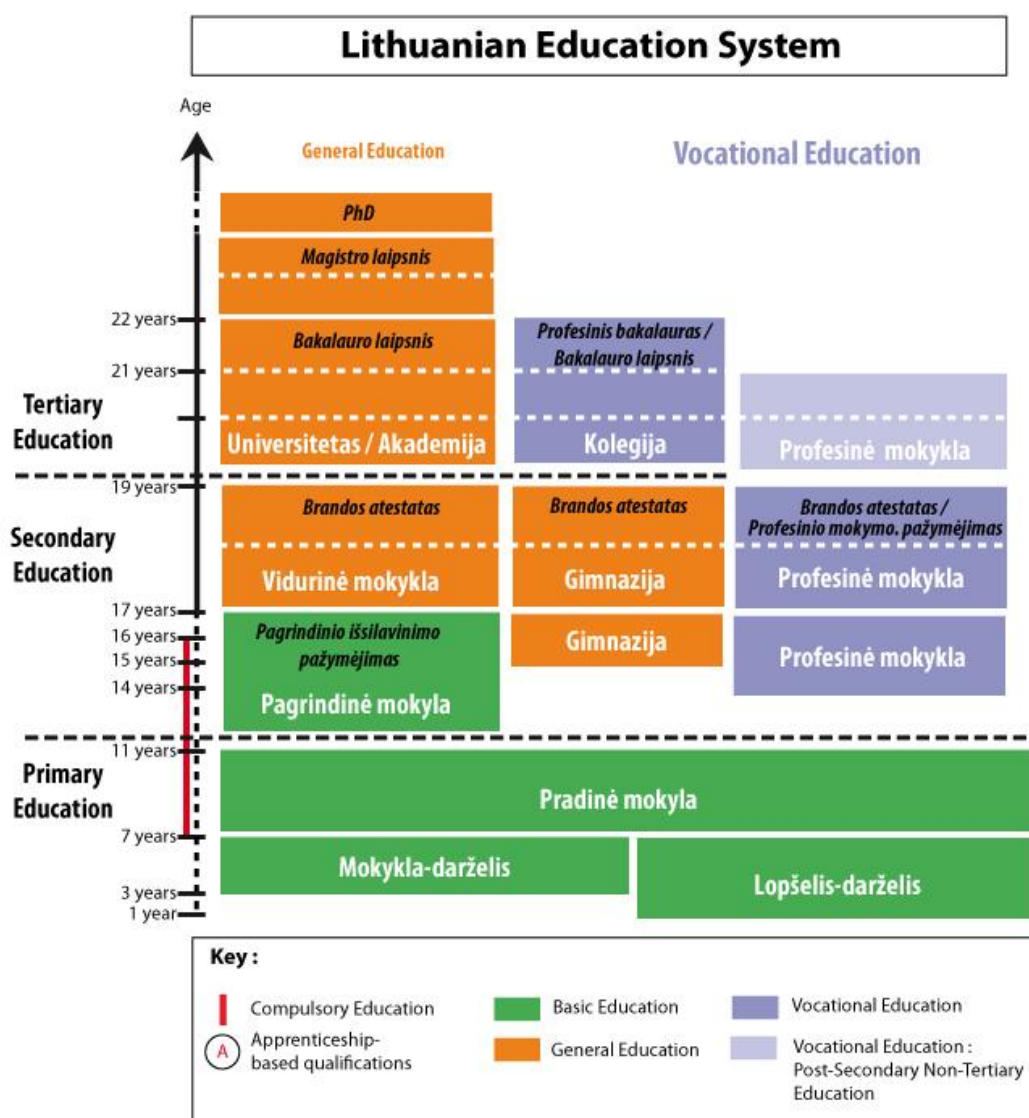 Lithuanian Education System
Age
General Education
Vocational Education
PhD
Magistro laipsnis
22 years
Bakalauro laipsnis
Profesinis bakalauras /
Bakalauro laipsnis
21 years
Tertiary
Education
Universitetas / Akademija
Kolegija
Profesinė mokykla
19 years
Brandos atestatas
Brandos atestatas
Brandos atestatas /
Profesinio mokymo. pažymėjimas
Secondary
Education
Vidurinė mokykla
Gimnazija
Profesinė mokykla
17 years
16 years
Pagrindinio išsilavinimo
pažymėjimas
Gimnazija
Profesinė mokykla
15 years
14 years
Pagrindinė mokyla
11 years
Primary
Education
Pradinė mokyla
7 years
Mokykla-darželis
Lopšelis-darželis
3 years
1 year
Key :
Compulsory Education
Basic Education
Vocational Education
A
Apprenticeship-
based qualifications
General Education
Vocational Education :
Post-Secondary Non-Tertiary
Education